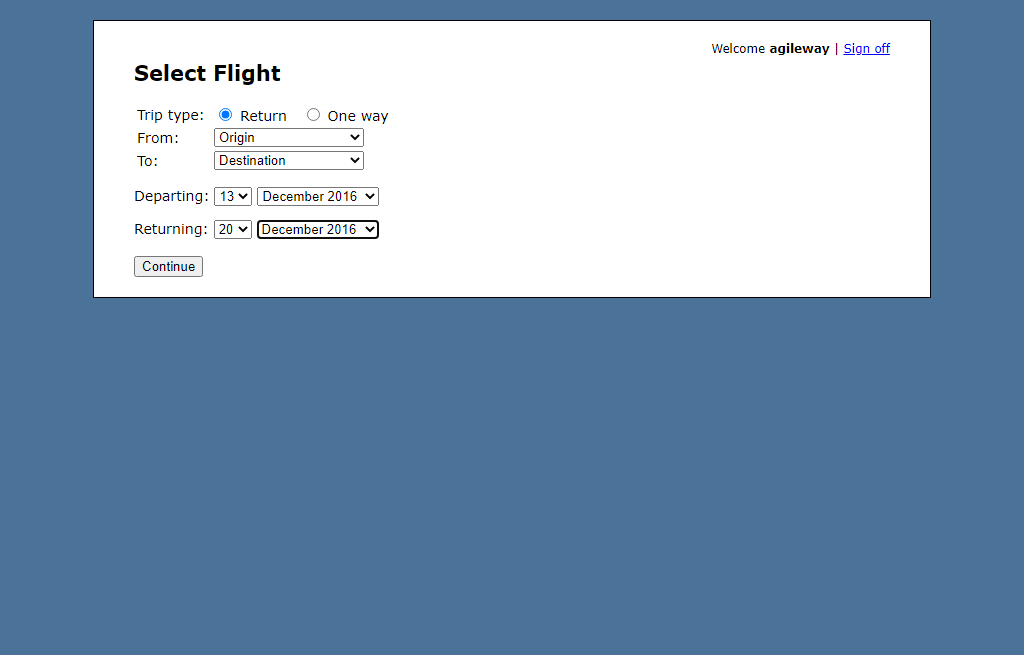 Welcome agileway | Sign off
Select Flight
Trip type: Return One way
From: Origin
To: Destination
Departing: 13 December 2016
Returning: 20 December 2016
Continue